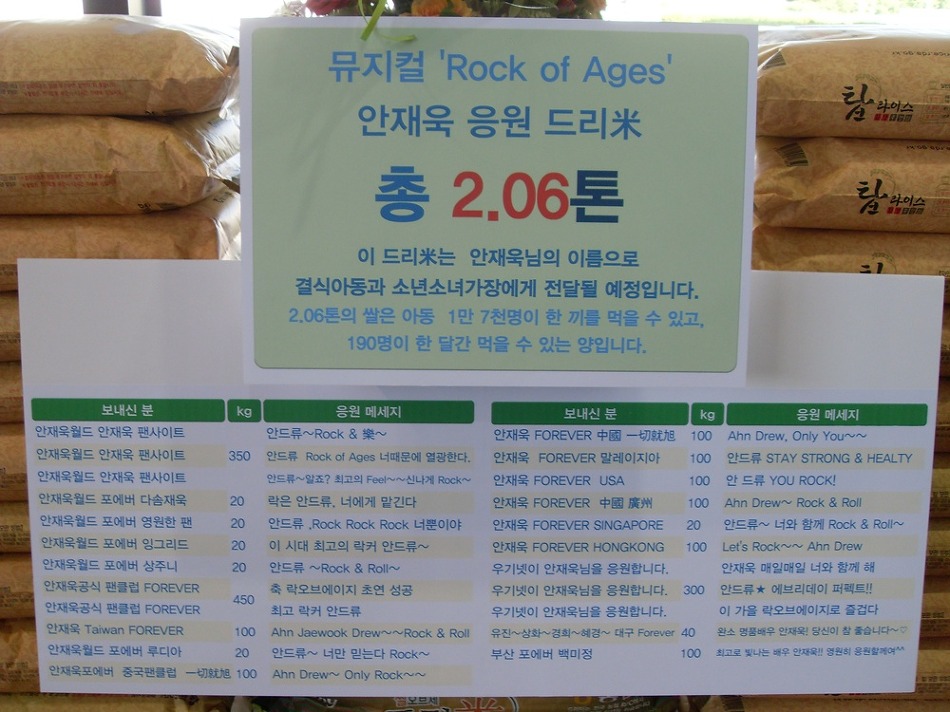 뮤지컬 'Rock of Ages'
안재욱 응원 드리米
총 2.06톤
이 드리米는 안재욱님의 이름으로
결식아동과 소년소녀가장에게 전달될 예정입니다.
2.06톤의 쌀은 아동 1만 7천명이 한 끼를 먹을 수 있고,
190명이 한 달간 먹을 수 있는 양입니다.
탑라이스
탑라이스
보내신 분 kg 응원 메세지
안재욱월드 안재욱 팬사이트 안드류~Rock & 樂~
안재욱월드 안재욱 팬사이트 350 안드류 Rock of Ages 너때문에 열광한다.
안재욱월드 안재욱 팬사이트 안드류~알죠? 최고의 Feel~~신나게 Rock~
안재욱월드 포에버 다솜재욱 20 락은 안드류, 너에게 맡긴다
안재욱월드 포에버 영원한 팬 20 안드류 ,Rock Rock Rock 너뿐이야
안재욱월드 포에버 잉그리드 20 이 시대 최고의 락커 안드류~
안재욱월드 포에버 상주니 20 안드류 ~Rock & Roll~
안재욱공식 팬클럽 FOREVER 축 락오브에이지 초연 성공
안재욱공식 팬클럽 FOREVER 450 최고 락커 안드류
안재욱 Taiwan FOREVER 100 Ahn Jaewook Drew~~Rock & Roll
안재욱월드 포에버 루디아 20 안드류~ 너만 믿는다 Rock~
안재욱포에버 중국팬클럽 一切就旭 100 Ahn Drew~ Only Rock~~
보내신 분 kg 응원 메세지
안재욱 FOREVER 中國 一切就旭 100 Ahn Drew, Only You~~
안재욱 FOREVER 말레이지아 100 안드류 STAY STRONG & HEALTY
안재욱 FOREVER USA 100 안 드류 YOU ROCK!
안재욱 FOREVER 中國 廣州 100 Ahn Drew~ Rock & Roll
안재욱 FOREVER SINGAPORE 20 안드류~ 너와 함께 Rock & Roll~
안재욱 FOREVER HONGKONG 100 Let's Rock~~ Ahn Drew
우기넷이 안재욱님을 응원합니다. 안재욱 매일매일 너와 함께 해
우기넷이 안재욱님을 응원합니다. 300 안드류★ 에브리데이 퍼펙트!!
우기넷이 안재욱님을 응원합니다. 이 가을 락오브에이지로 즐겁다
유진~상화~경희~혜경~ 대구 Forever 40 완소 명품배우 안재욱! 당신이 참 좋습니다~♡
부산 포에버 백미정 100 최고로 빛나는 배우 안재욱!! 영원히 응원할께여^^